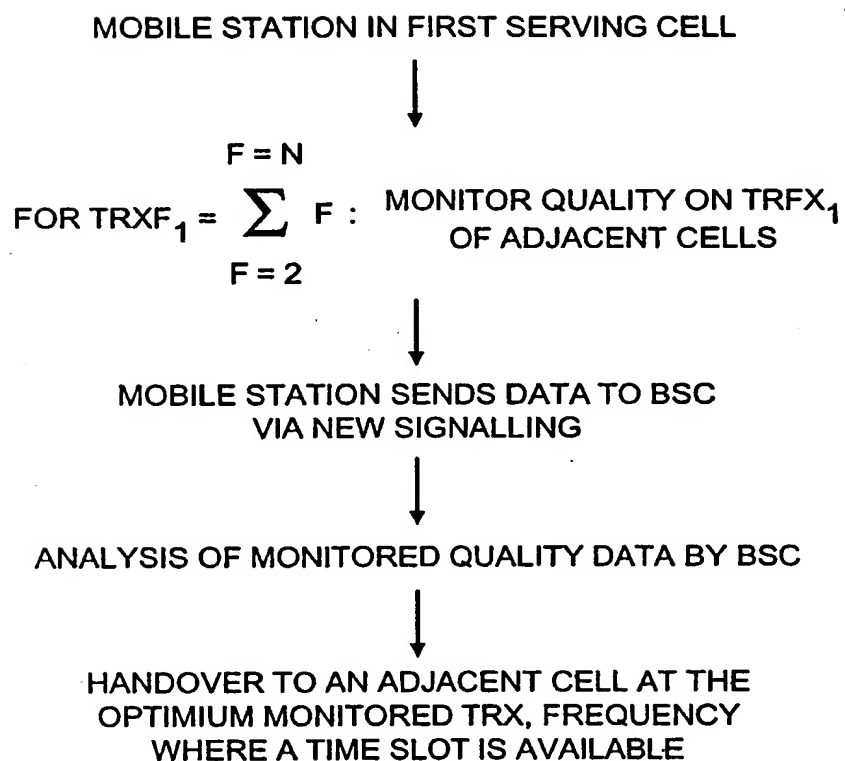 MOBILE STATION IN FIRST SERVING CELL
F = N
FOR TRXF₁ = ∑ F : MONITOR QUALITY ON TRFX₁
OF ADJACENT CELLS
F = 2
MOBILE STATION SENDS DATA TO BSC
VIA NEW SIGNALLING
ANALYSIS OF MONITORED QUALITY DATA BY BSC
HANDOVER TO AN ADJACENT CELL AT THE
OPTIMIUM MONITORED TRX, FREQUENCY
WHERE A TIME SLOT IS AVAILABLE